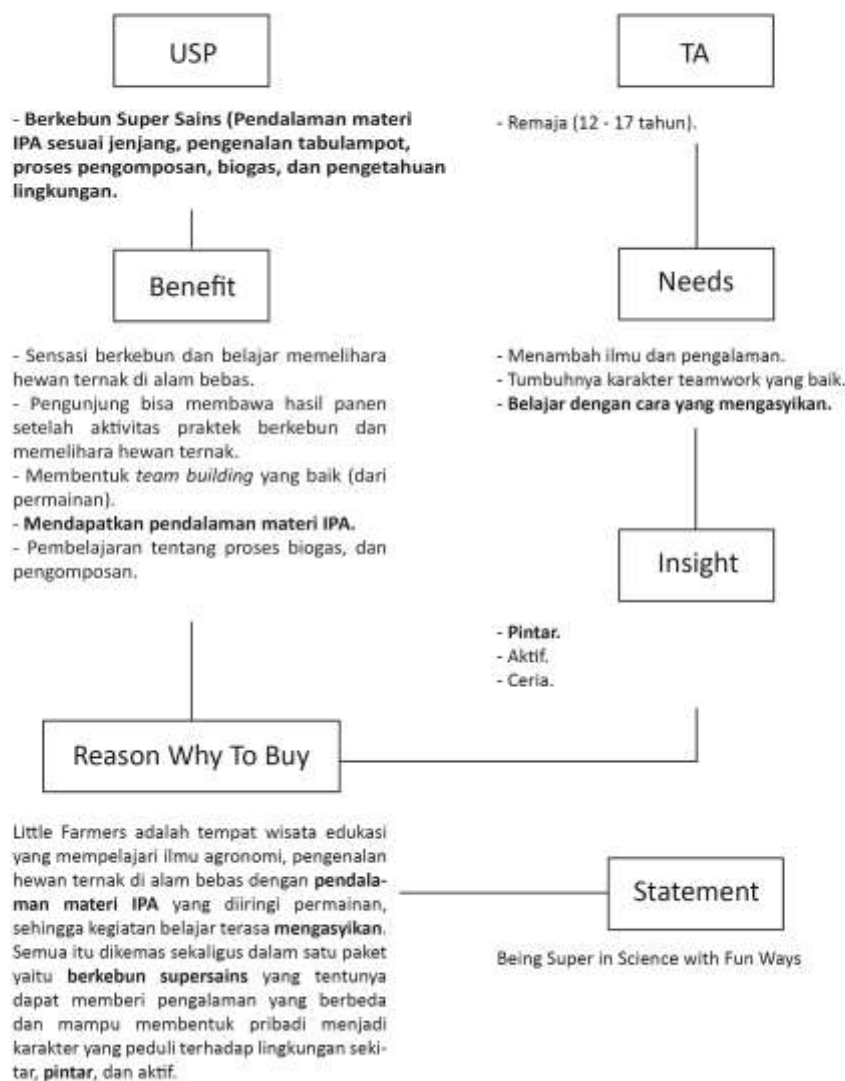 USP
- Berkebun Super Sains (Pendalaman materi
IPA sesuai jenjang, pengenalan tabulampot,
proses pengomposan, biogas, dan pengetahuan
lingkungan.
Benefit
- Sensasi berkebun dan belajar memelihara
hewan ternak di alam bebas.
- Pengunjung bisa membawa hasil panen
setelah aktivitas praktek berkebun dan
memelihara hewan ternak.
- Membentuk team building yang baik (dari
permainan).
- Mendapatkan pendalaman materi IPA.
- Pembelajaran tentang proses biogas, dan
pengomposan.
TA
- Remaja (12 - 17 tahun).
Needs
- Menambah ilmu dan pengalaman.
- Tumbuhnya karakter teamwork yang baik.
- Belajar dengan cara yang mengasyikan.
Insight
- Pintar.
- Aktif.
- Ceria.
Reason Why To Buy
Little Farmers adalah tempat wisata edukasi
yang mempelajari ilmu agronomi, pengenalan
hewan ternak di alam bebas dengan pendala-
man materi IPA yang diiringi permainan,
sehingga kegiatan belajar terasa mengasyikan.
Semua itu dikemas sekaligus dalam satu paket
yaitu berkebun supersains yang tentunya
dapat memberi pengalaman yang berbeda
dan mampu membentuk pribadi menjadi
karakter yang peduli terhadap lingkungan seki-
tar, pintar, dan aktif.
Statement
Being Super in Science with Fun Ways